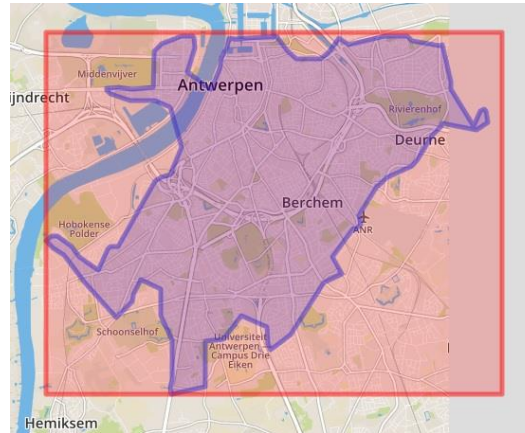 Middenvijver
Antwerpen
ijndrecht
Rivierenhof
Deurne
Berchem
Hobokense
Polder
ANR
Schoonselhof
Universiteit
Antwerpen —
Campus Drie
Eiken
Hemiksem